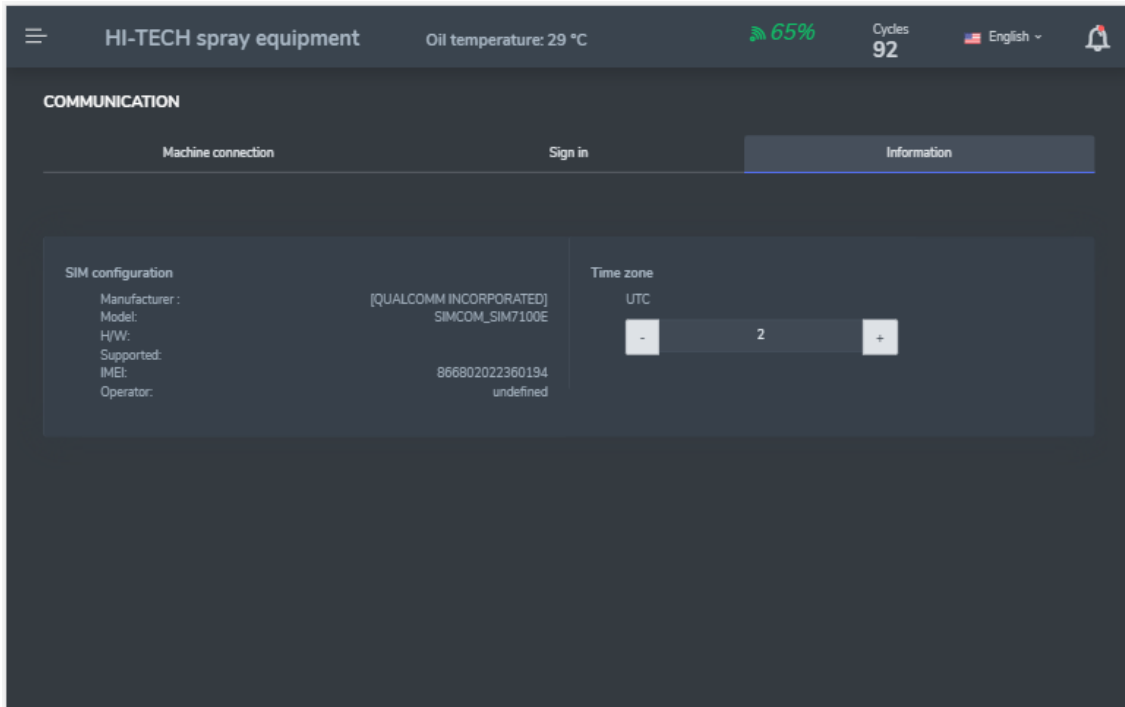 HI-TECH spray equipment Oil temperature: 29 °C 65% Cycles English
92
COMMUNICATION
Machine connection Sign in Information
SIM configuration Time zone
Manufacturer : [QUALCOMM INCORPORATED] UTC
Model: SIMCOM_SIM7100E
H/W:
- 2 +
Supported:
IMEI: 866802022360194
Operator: undefined